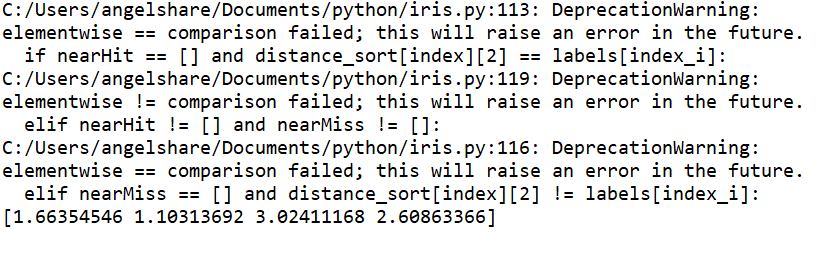 C:/Users/angelshare/Documents/python/iris.py:113: DeprecationWarning:
elementwise == comparison failed; this will raise an error in the future.
  if nearHit == [] and distance_sort[index][2] == labels[index_i]:
C:/Users/angelshare/Documents/python/iris.py:119: DeprecationWarning:
elementwise != comparison failed; this will raise an error in the future.
  elif nearHit != [] and nearMiss != []:
C:/Users/angelshare/Documents/python/iris.py:116: DeprecationWarning:
elementwise == comparison failed; this will raise an error in the future.
  elif nearMiss == [] and distance_sort[index][2] != labels[index_i]:
[1.66354546 1.10313692 3.02411168 2.60863366]